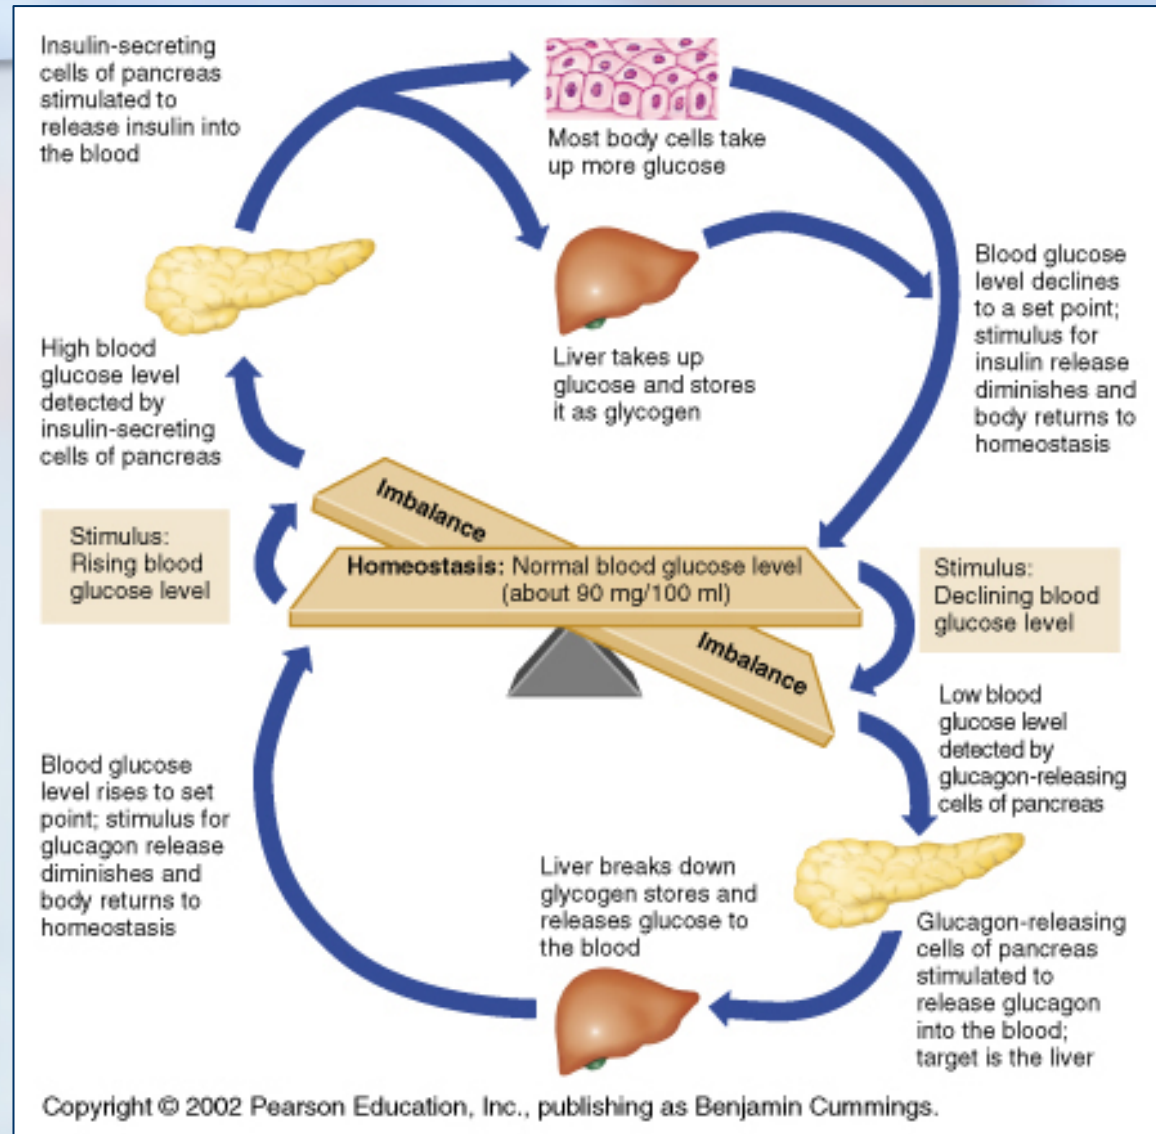 Insulin-secreting
cells of pancreas
stimulated to
release insulin into
the blood
Most body cells take
up more glucose
High blood
glucose level
detected by
insulin-secreting
cells of pancreas
Liver takes up
glucose and stores
it as glycogen
Blood glucose
level declines
to a set point;
stimulus for
insulin release
diminishes and
body returns to
homeostasis
Imbalance
Stimulus:
Rising blood
glucose level
Homeostasis: Normal blood glucose level
(about 90 mg/100 ml)
Stimulus:
Declining blood
glucose level
Imbalance
Low blood
glucose level
detected by
glucagon-releasing
cells of pancreas
Blood glucose
level rises to set
point; stimulus for
glucagon release
diminishes and
body returns to
homeostasis
Liver breaks down
glycogen stores and
releases glucose to
the blood
Glucagon-releasing
cells of pancreas
stimulated to
release glucagon
into the blood;
target is the liver
Copyright © 2002 Pearson Education, Inc., publishing as Benjamin Cummings.